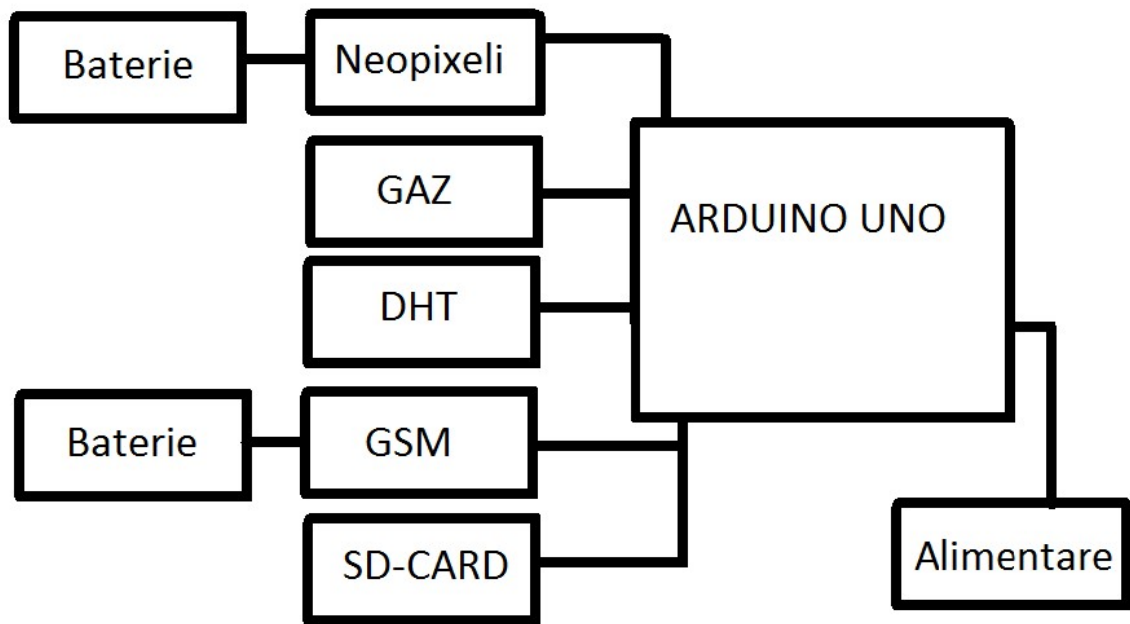 Baterie
Neopixeli
GAZ
ARDUINO UNO
DHT
Baterie
GSM
SD-CARD
Alimentare